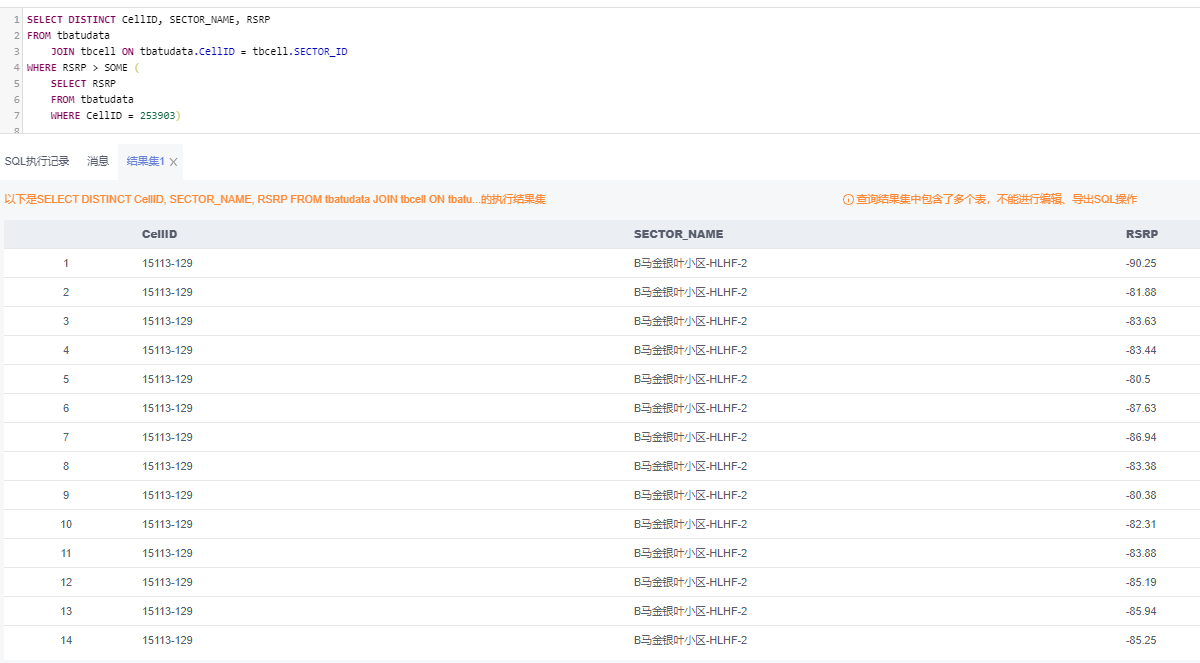 1 SELECT DISTINCT CellID, SECTOR_NAME, RSRP
2 FROM tbatudata
3 JOIN tbcell ON tbatudata.CellID = tbcell.SECTOR_ID
4 WHERE RSRP > SOME (
5 SELECT RSRP
6 FROM tbatudata
7 WHERE CellID = 253903)
8
SQL执行记录 消息 结果集1 ×
以下是SELECT DISTINCT CellID, SECTOR_NAME, RSRP FROM tbatudata JOIN tbcell ON tbatu...的执行结果集 查询结果集中包含了多个表，不能进行编辑、导出SQL操作
CellID SECTOR_NAME RSRP
1 15113-129 B马金银叶小区-HLHF-2 -90.25
2 15113-129 B马金银叶小区-HLHF-2 -81.88
3 15113-129 B马金银叶小区-HLHF-2 -83.63
4 15113-129 B马金银叶小区-HLHF-2 -83.44
5 15113-129 B马金银叶小区-HLHF-2 -80.5
6 15113-129 B马金银叶小区-HLHF-2 -87.63
7 15113-129 B马金银叶小区-HLHF-2 -86.94
8 15113-129 B马金银叶小区-HLHF-2 -83.38
9 15113-129 B马金银叶小区-HLHF-2 -80.38
10 15113-129 B马金银叶小区-HLHF-2 -82.31
11 15113-129 B马金银叶小区-HLHF-2 -83.88
12 15113-129 B马金银叶小区-HLHF-2 -85.19
13 15113-129 B马金银叶小区-HLHF-2 -85.94
14 15113-129 B马金银叶小区-HLHF-2 -85.25